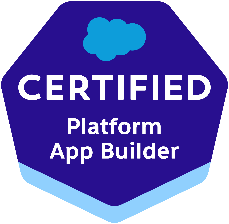 CERTIFIED
Platform
App Builder